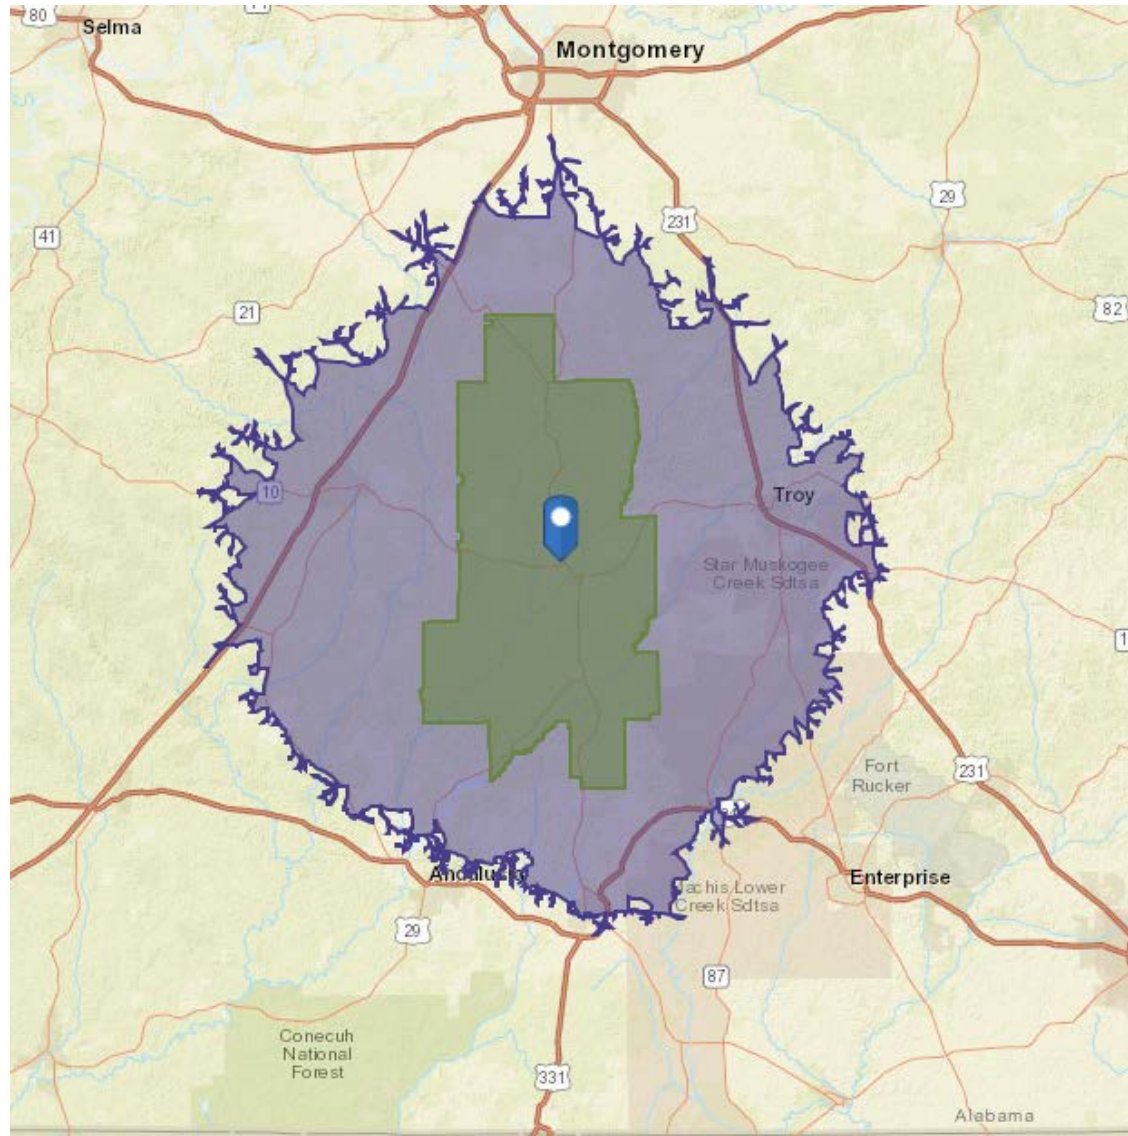 80
Selma
Montgomery
231
29
41
21
82
10
Troy
Star Muskogee
Creek Sdtsa
Fort
Rucker
231
Andalusia
Enterprise
Creek Sdtsa
29
87
Conecuh
National
Forest
331
Alabama